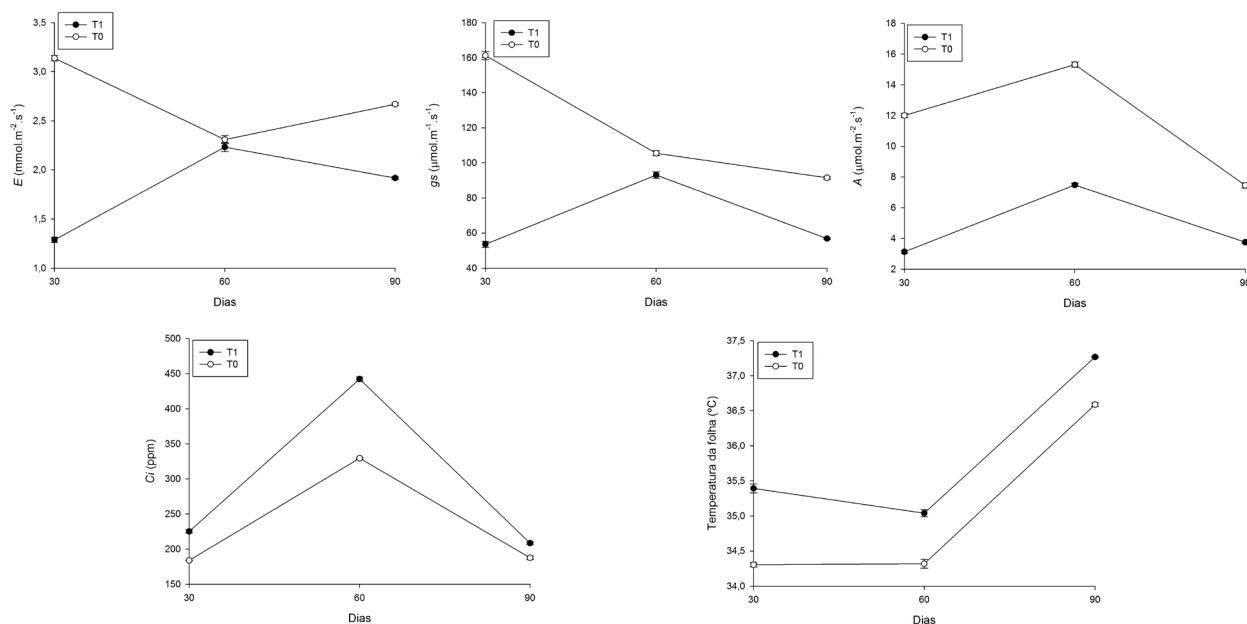 3,5
3,0
2,5
2,0
1,5
1,0
E (mmol.m-2.s-1)
T1
T0
30
60
90
Dias
180
160
140
120
100
80
60
40
gs (µmol.m-1.s-1)
T1
T0
30
60
90
Dias
18
16
14
12
10
8
6
4
2
A (µmol.m-2.s-1)
T1
T0
30
60
90
Dias
500
450
400
350
300
250
200
150
Ci (ppm)
T1
T0
30
60
90
Dias
37,5
37,0
36,5
36,0
35,5
35,0
34,5
34,0
Temperatura da folha (ºC)
T1
T0
30
60
90
Dias